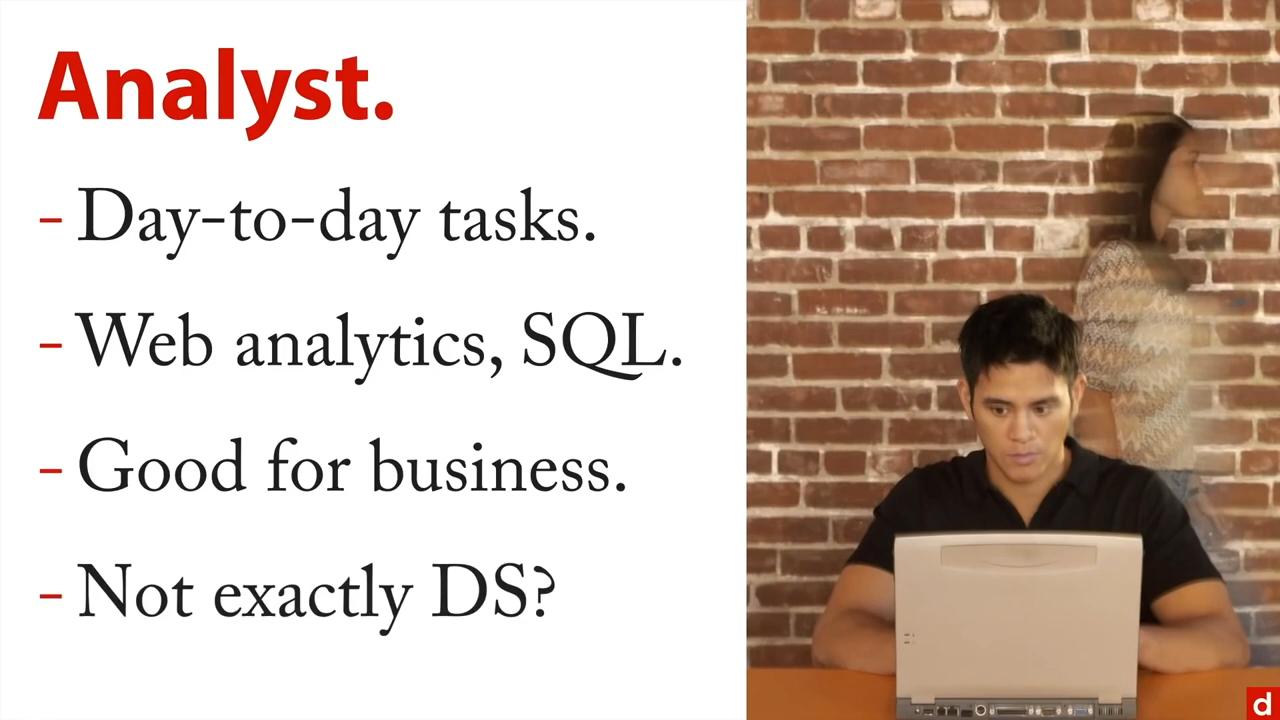 Analyst.
- Day-to-day tasks.
- Web analytics, SQL.
- Good for business.
- Not exactly DS?
d